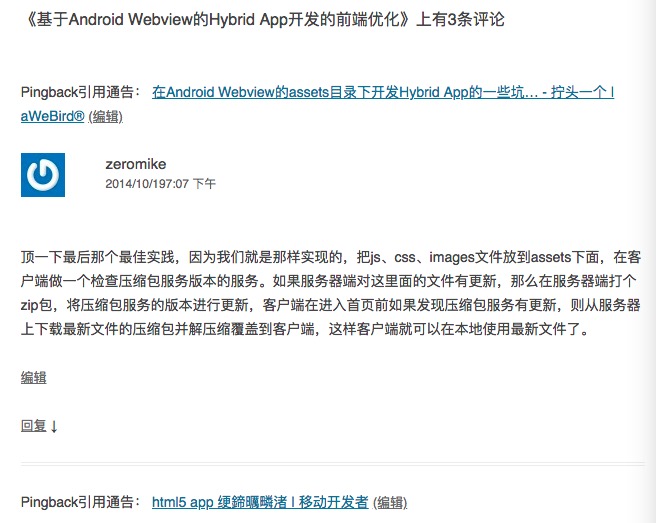 《基于Android Webview的Hybrid App开发的前端优化》上有3条评论
Pingback引用通告： 在Android Webview的assets目录下开发Hybrid App的一些坑… - 拧头一个 |
aWeBird® (编辑)
zeromike
2014/10/197:07 下午
顶一下最后那个最佳实践，因为我们就是那样实现的，把js、css、images文件放到assets下面，在客
户端做一个检查压缩包服务版本的服务。如果服务器端对这里面的文件有更新，那么在服务器端打个
zip包，将压缩包服务的版本进行更新，客户端在进入首页前如果发现压缩包服务有更新，则从服务器
上下载最新文件的压缩包并解压缩覆盖到客户端，这样客户端就可以在本地使用最新文件了。
编辑
回复 ↓
Pingback引用通告： html5 app 绠鍗曞疄渚 | 移动开发者 (编辑)